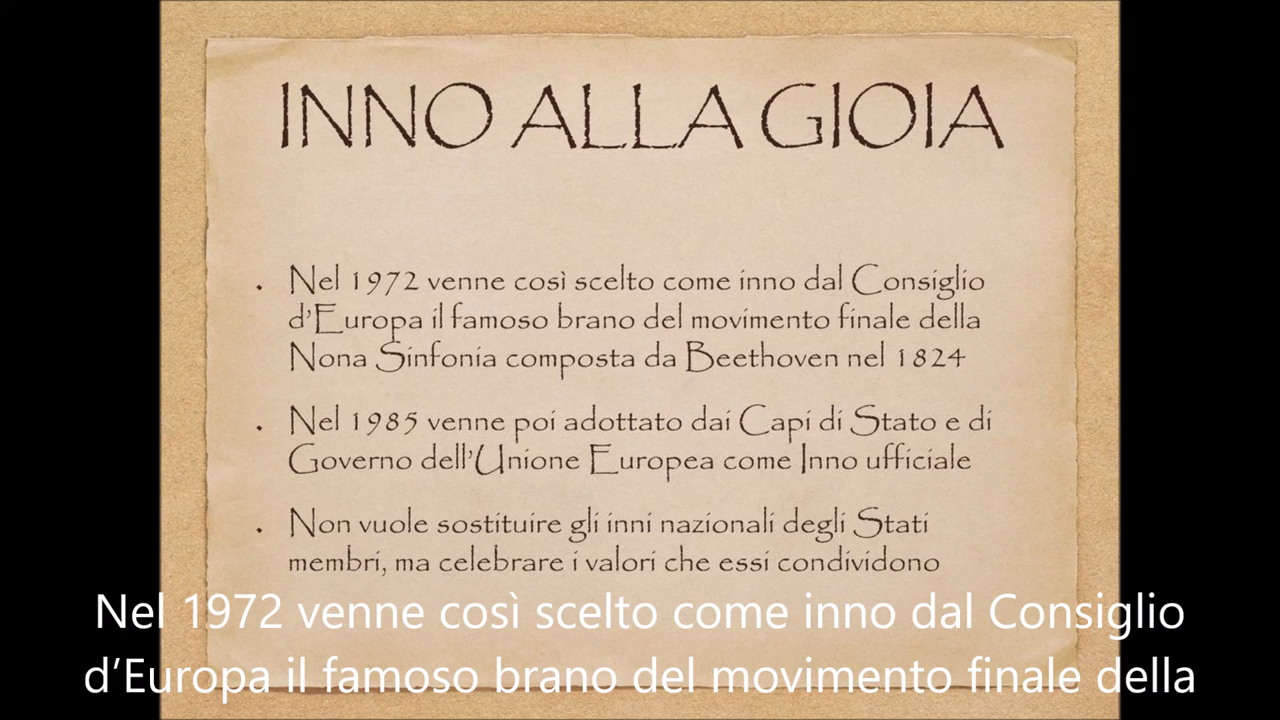 INNO ALLA GIOIA
• Nel 1972 venne così scelto come inno dal Consiglio
d'Europa il famoso brano del movimento finale della
Nona Sinfonia composta da Beethoven nel 1824
• Nel 1985 venne poi adottato dai Capi di Stato e di
Governo dell'Unione Europea come Inno ufficiale
• Non vuole sostituire gli inni nazionali degli Stati
membri, ma celebrare i valori che essi condividono
Nel 1972 venne così scelto come inno dal Consiglio
d'Europa il famoso brano del movimento finale della